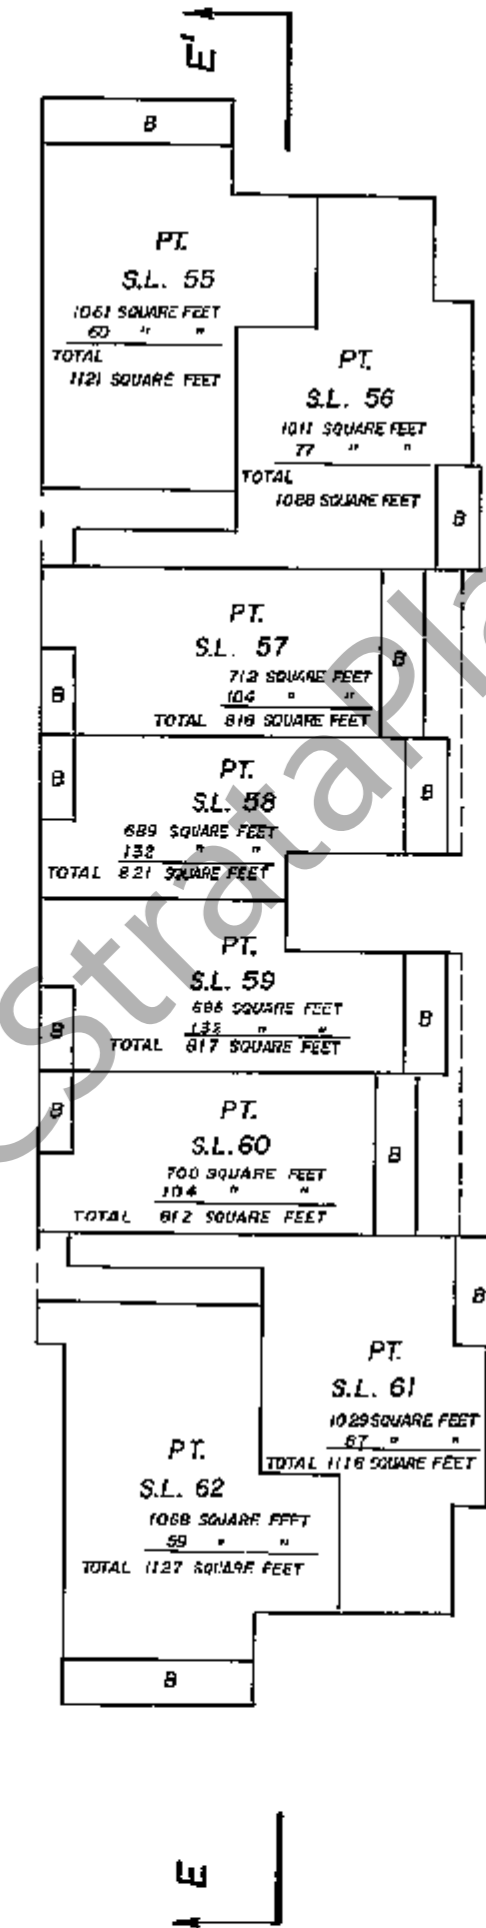 E'
B
PT.
S.L. 55
1061 SQUARE FEET
60 " "
TOTAL
1121 SQUARE FEET
PT.
S.L. 56
1011 SQUARE FEET
77 " "
TOTAL
1088 SQUARE FEET
B
PT.
S.L. 57
712 SQUARE FEET
104 " "
TOTAL 816 SQUARE FEET
B
B
PT.
S.L. 58
689 SQUARE FEET
132 " "
TOTAL 821 SQUARE FEET
B
B
PT.
S.L. 59
SQUARE FEET
132 " "
TOTAL 817 SQUARE FEET
B
B
PT.
S.L. 60
SQUARE FEET
104 " "
TOTAL 812 SQUARE FEET
B
B
PT.
S.L. 61
1029 SQUARE FEET
87 " "
TOTAL 1116 SQUARE FEET
B
PT.
S.L. 62
1068 SQUARE FEET
59 " "
TOTAL 1127 SQUARE FEET
B
E
CStrataPla